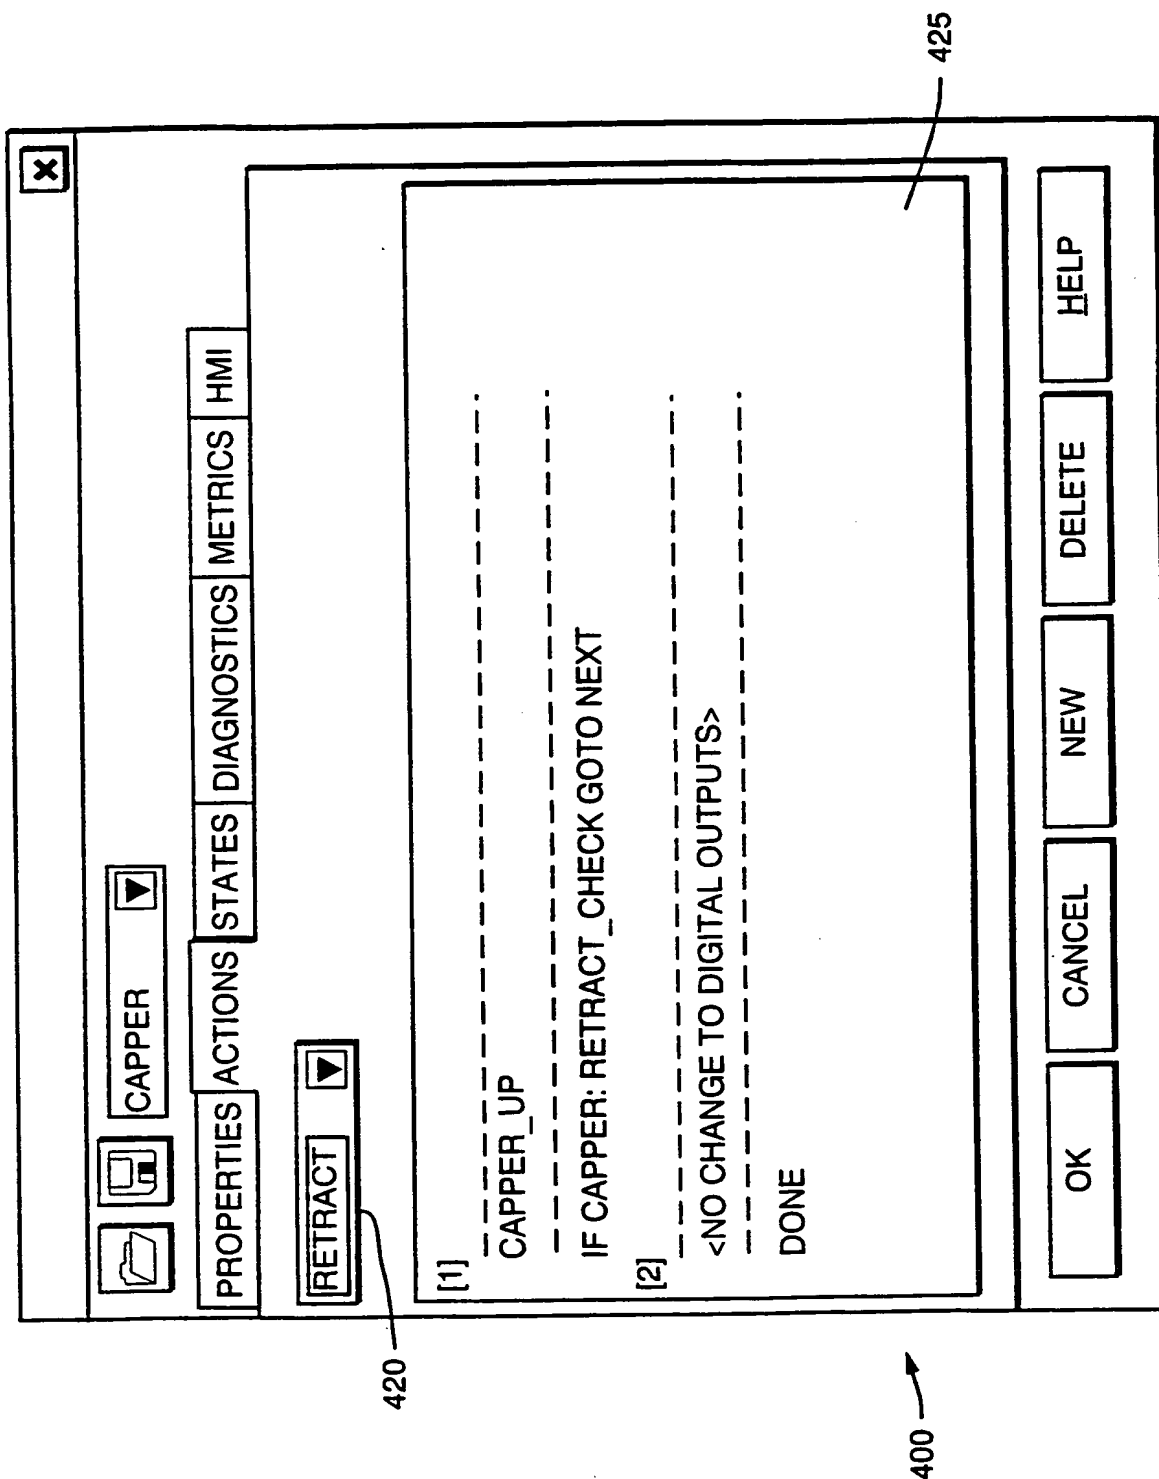 X
CAPPER
PROPERTIES ACTIONS STATES DIAGNOSTICS METRICS HMI
RETRACT
420
[1]
CAPPER_UP
IF CAPPER: RETRACT_CHECK GOTO NEXT
[2]
<NO CHANGE TO DIGITAL OUTPUTS>
DONE
425
OK CANCEL NEW DELETE HELP
400